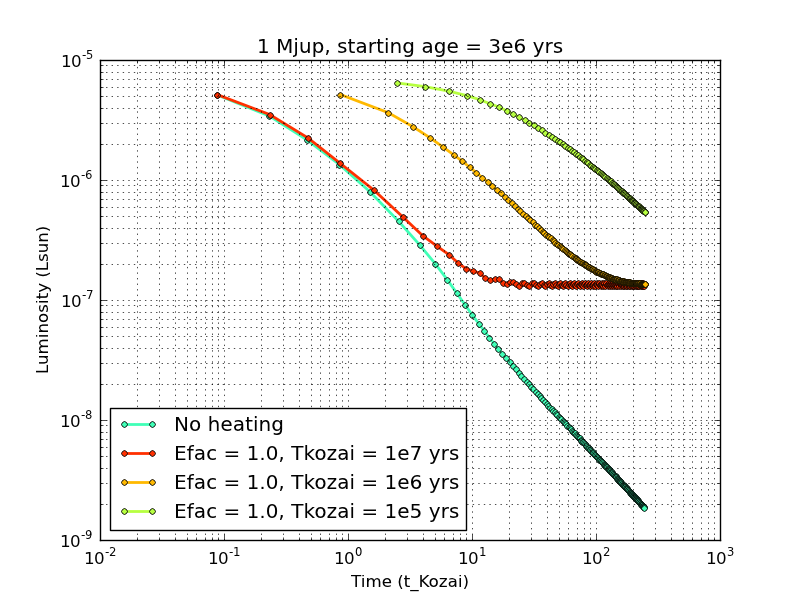 1 Mjup, starting age = 3e6 yrs
10^-5
10^-6
10^-7
10^-8
10^-9
Luminosity (Lsun)
No heating
Efac = 1.0, Tkozai = 1e7 yrs
Efac = 1.0, Tkozai = 1e6 yrs
Efac = 1.0, Tkozai = 1e5 yrs
10^-2 10^-1 10^0 10^1 10^2 10^3
Time (t_Kozai)